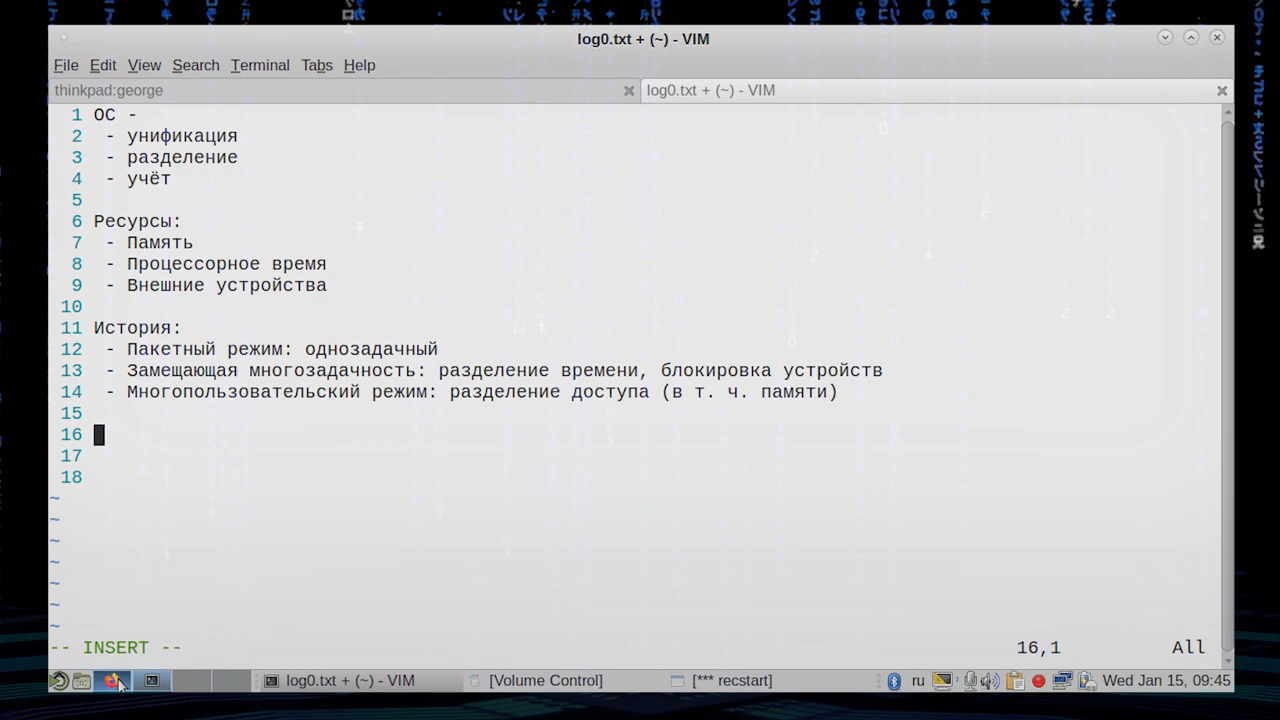 log0.txt + (~) - VIM
File Edit View Search Terminal Tabs Help
thinkpad:george log0.txt + (~) - VIM
1 ОС -
2 - унификация
3 - разделение
4 - учёт
5
6 Ресурсы:
7 - Память
8 - Процессорное время
9 - Внешние устройства
10
11 История:
12 - Пакетный режим: однозадачный
13 - Замещающая многозадачность: разделение времени, блокировка устройств
14 - Многопользовательский режим: разделение доступа (в т. ч. памяти)
15
16
17
18
~
~
~
~
~
~
~
-- INSERT -- 16,1 All
log0.txt + (~) - VIM [Volume Control] [*** recstart] ru Wed Jan 15, 09:45